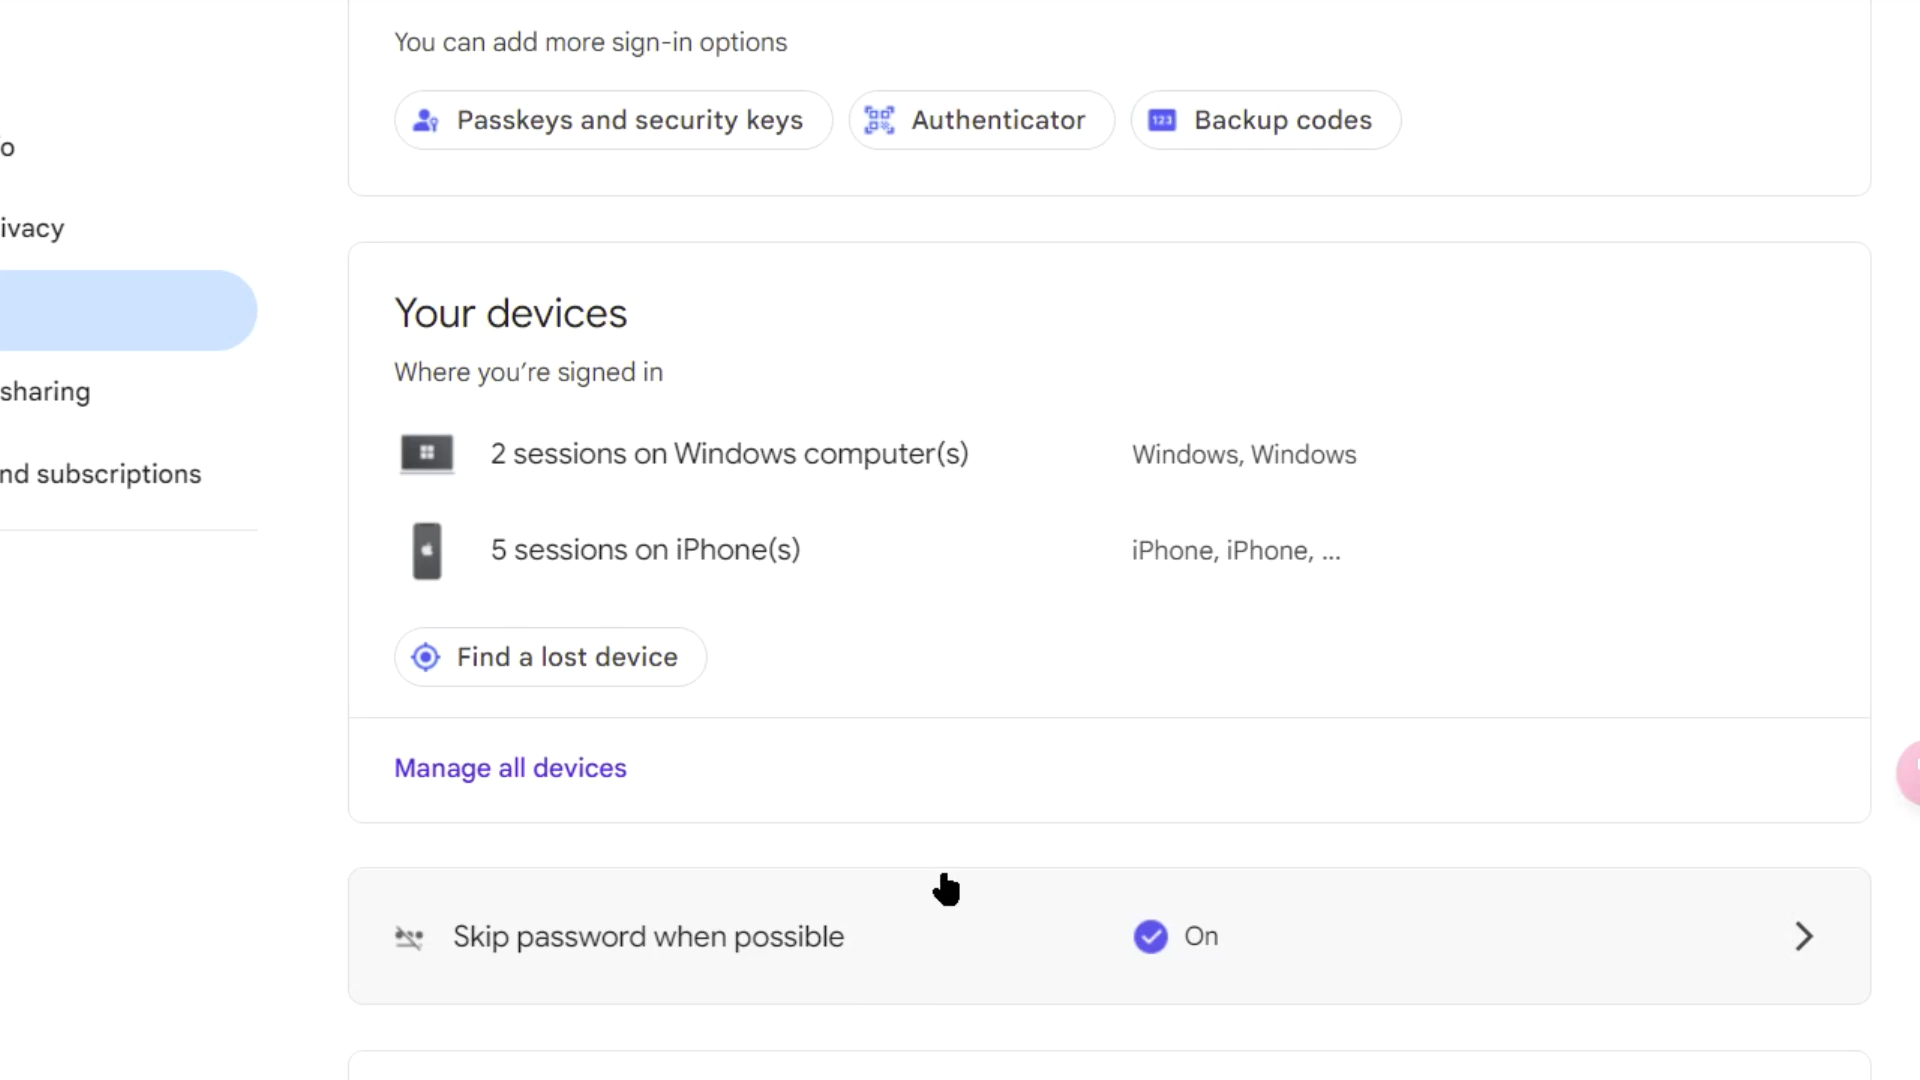 You can add more sign-in options
Passkeys and security keys
Authenticator
123
Backup codes
o
ivacy
sharing
nd subscriptions
Your devices
Where you’re signed in
2 sessions on Windows computer(s)
Windows, Windows
5 sessions on iPhone(s)
iPhone, iPhone, ...
Find a lost device
Manage all devices
Skip password when possible
On